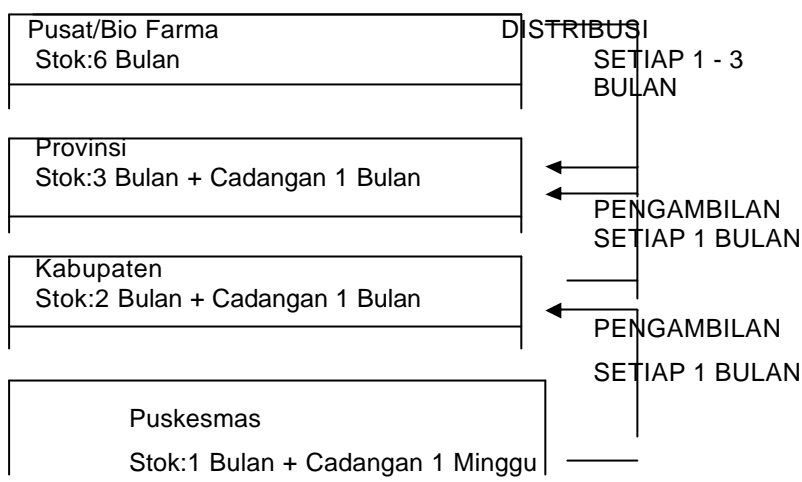 Pusat/Bio Farma
Stok:6 Bulan
DISTRIBUSI
SETIAP 1 - 3
BULAN
Provinsi
Stok:3 Bulan + Cadangan 1 Bulan
PENGAMBILAN
SETIAP 1 BULAN
Kabupaten
Stok:2 Bulan + Cadangan 1 Bulan
PENGAMBILAN
SETIAP 1 BULAN
Puskesmas
Stok:1 Bulan + Cadangan 1 Minggu